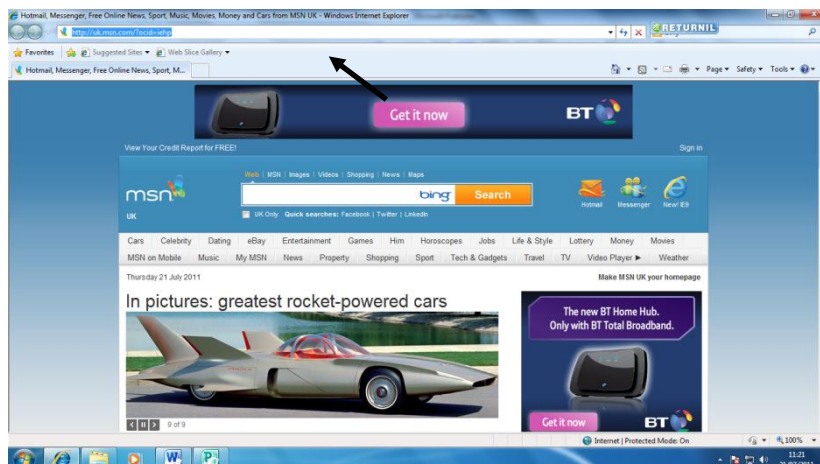 Hotmail, Messenger, Free Online News, Sport, Music, Movies, Money and Cars from MSN UK - Windows Internet Explorer
http://uk.msn.com/?ocid=iehp
RETURNIL
Favorites Suggested Sites Web Slice Gallery
Hotmail, Messenger, Free Online News, Sport, M...
Page Safety Tools
Get it now
BT
View Your Credit Report for FREE!
Sign in
Web | MSN | Images | Videos | Shopping | News | Maps
msn
UK
bing
Search
UK Only Quick searches: Facebook | Twitter | LinkedIn
Hotmail Messenger New! E9
Cars Celebrity Dating eBay Entertainment Games Him Horoscopes Jobs Life & Style Lottery Money Movies
MSN on Mobile Music My MSN News Property Shopping Sport Tech & Gadgets Travel TV Video Player Weather
Thursday 21 July 2011
Make MSN UK your homepage
In pictures: greatest rocket-powered cars
The new BT Home Hub.
Only with BT Total Broadband.
9 of 9
Get it now
BT
Internet | Protected Mode: On
100%
W
P
11:21
21/07/2011